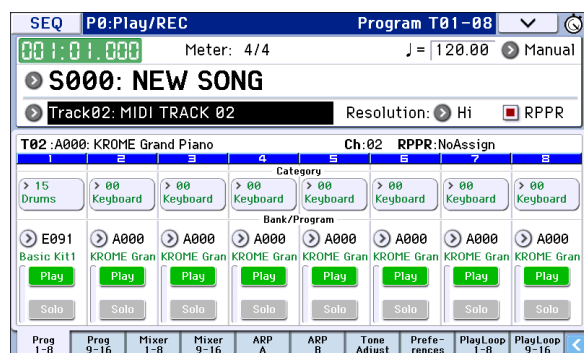 SEQ P0:Play/REC Program T01-08
001:01.000 Meter: 4/4 ♩= 120.00 Manual
S000: NEW SONG
Track02: MIDI TRACK 02 Resolution: Hi RPPR
T02 :A000: KROME Grand Piano Ch:02 RPPR:NoAssign
1 2 3 4 5 6 7 8
Category
> 15 > 00 > 00 > 00 > 00 > 00 > 00 > 00
Drums Keyboard Keyboard Keyboard Keyboard Keyboard Keyboard Keyboard
Bank/Program
E091 A000 A000 A000 A000 A000 A000 A000
Basic Kit1 KROME Gran KROME Gran KROME Gran KROME Gran KROME Gran KROME Gran KROME Gran
Play Play Play Play Play Play Play Play
Solo Solo Solo Solo Solo Solo Solo Solo
Prog Prog Mixer Mixer ARP ARP Tone Prefe- PlayLoop PlayLoop
1-8 9-16 1-8 9-16 A B Adjust rences 1-8 9-16